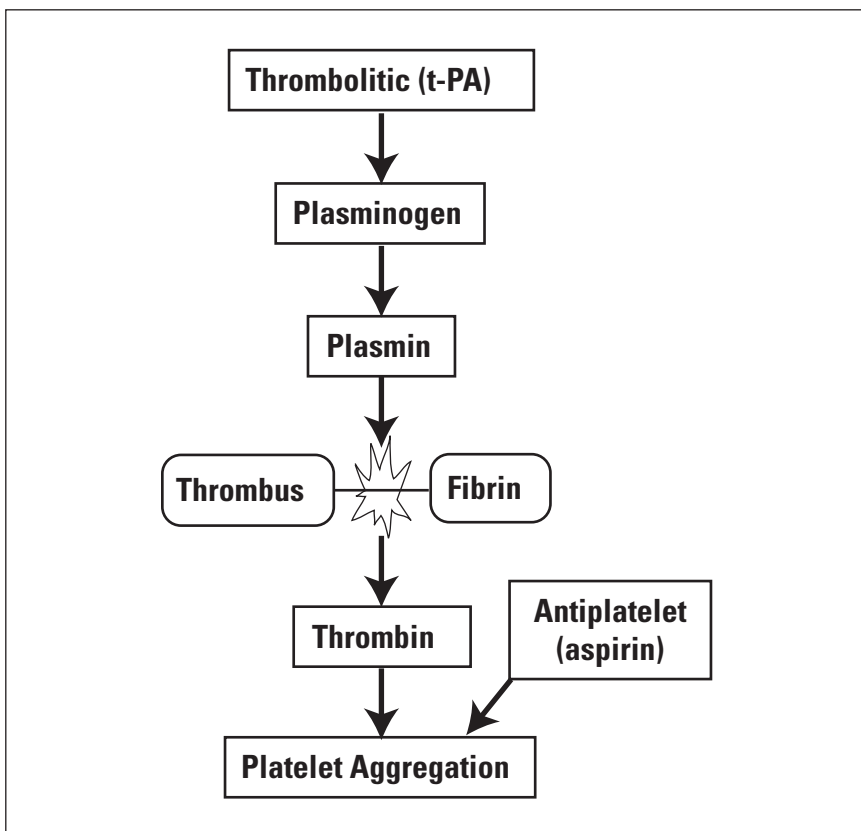 Thrombolitic (t-PA)
Plasminogen
Plasmin
Thrombus
Fibrin
Thrombin
Antiplatelet
(aspirin)
Platelet Aggregation